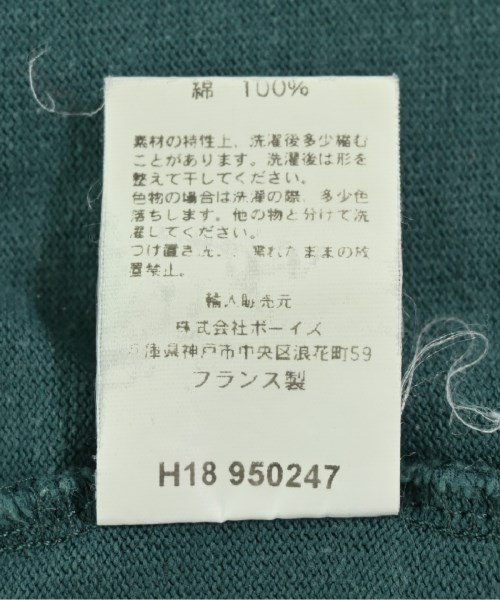 綿 100%
素材の特性上、洗濯後多少縮む
ことがあります。洗濯後は形を
整えて干してください。
色物の場合は洗濯の際、多少色
落ちします。他の物と分けて洗
濯してください。
つけ置き洗い、濡れたままの放
置禁止。
輸入販売元
株式会社ボーイズ
兵庫県神戸市中央区浪花町59
フランス製
H18 950247